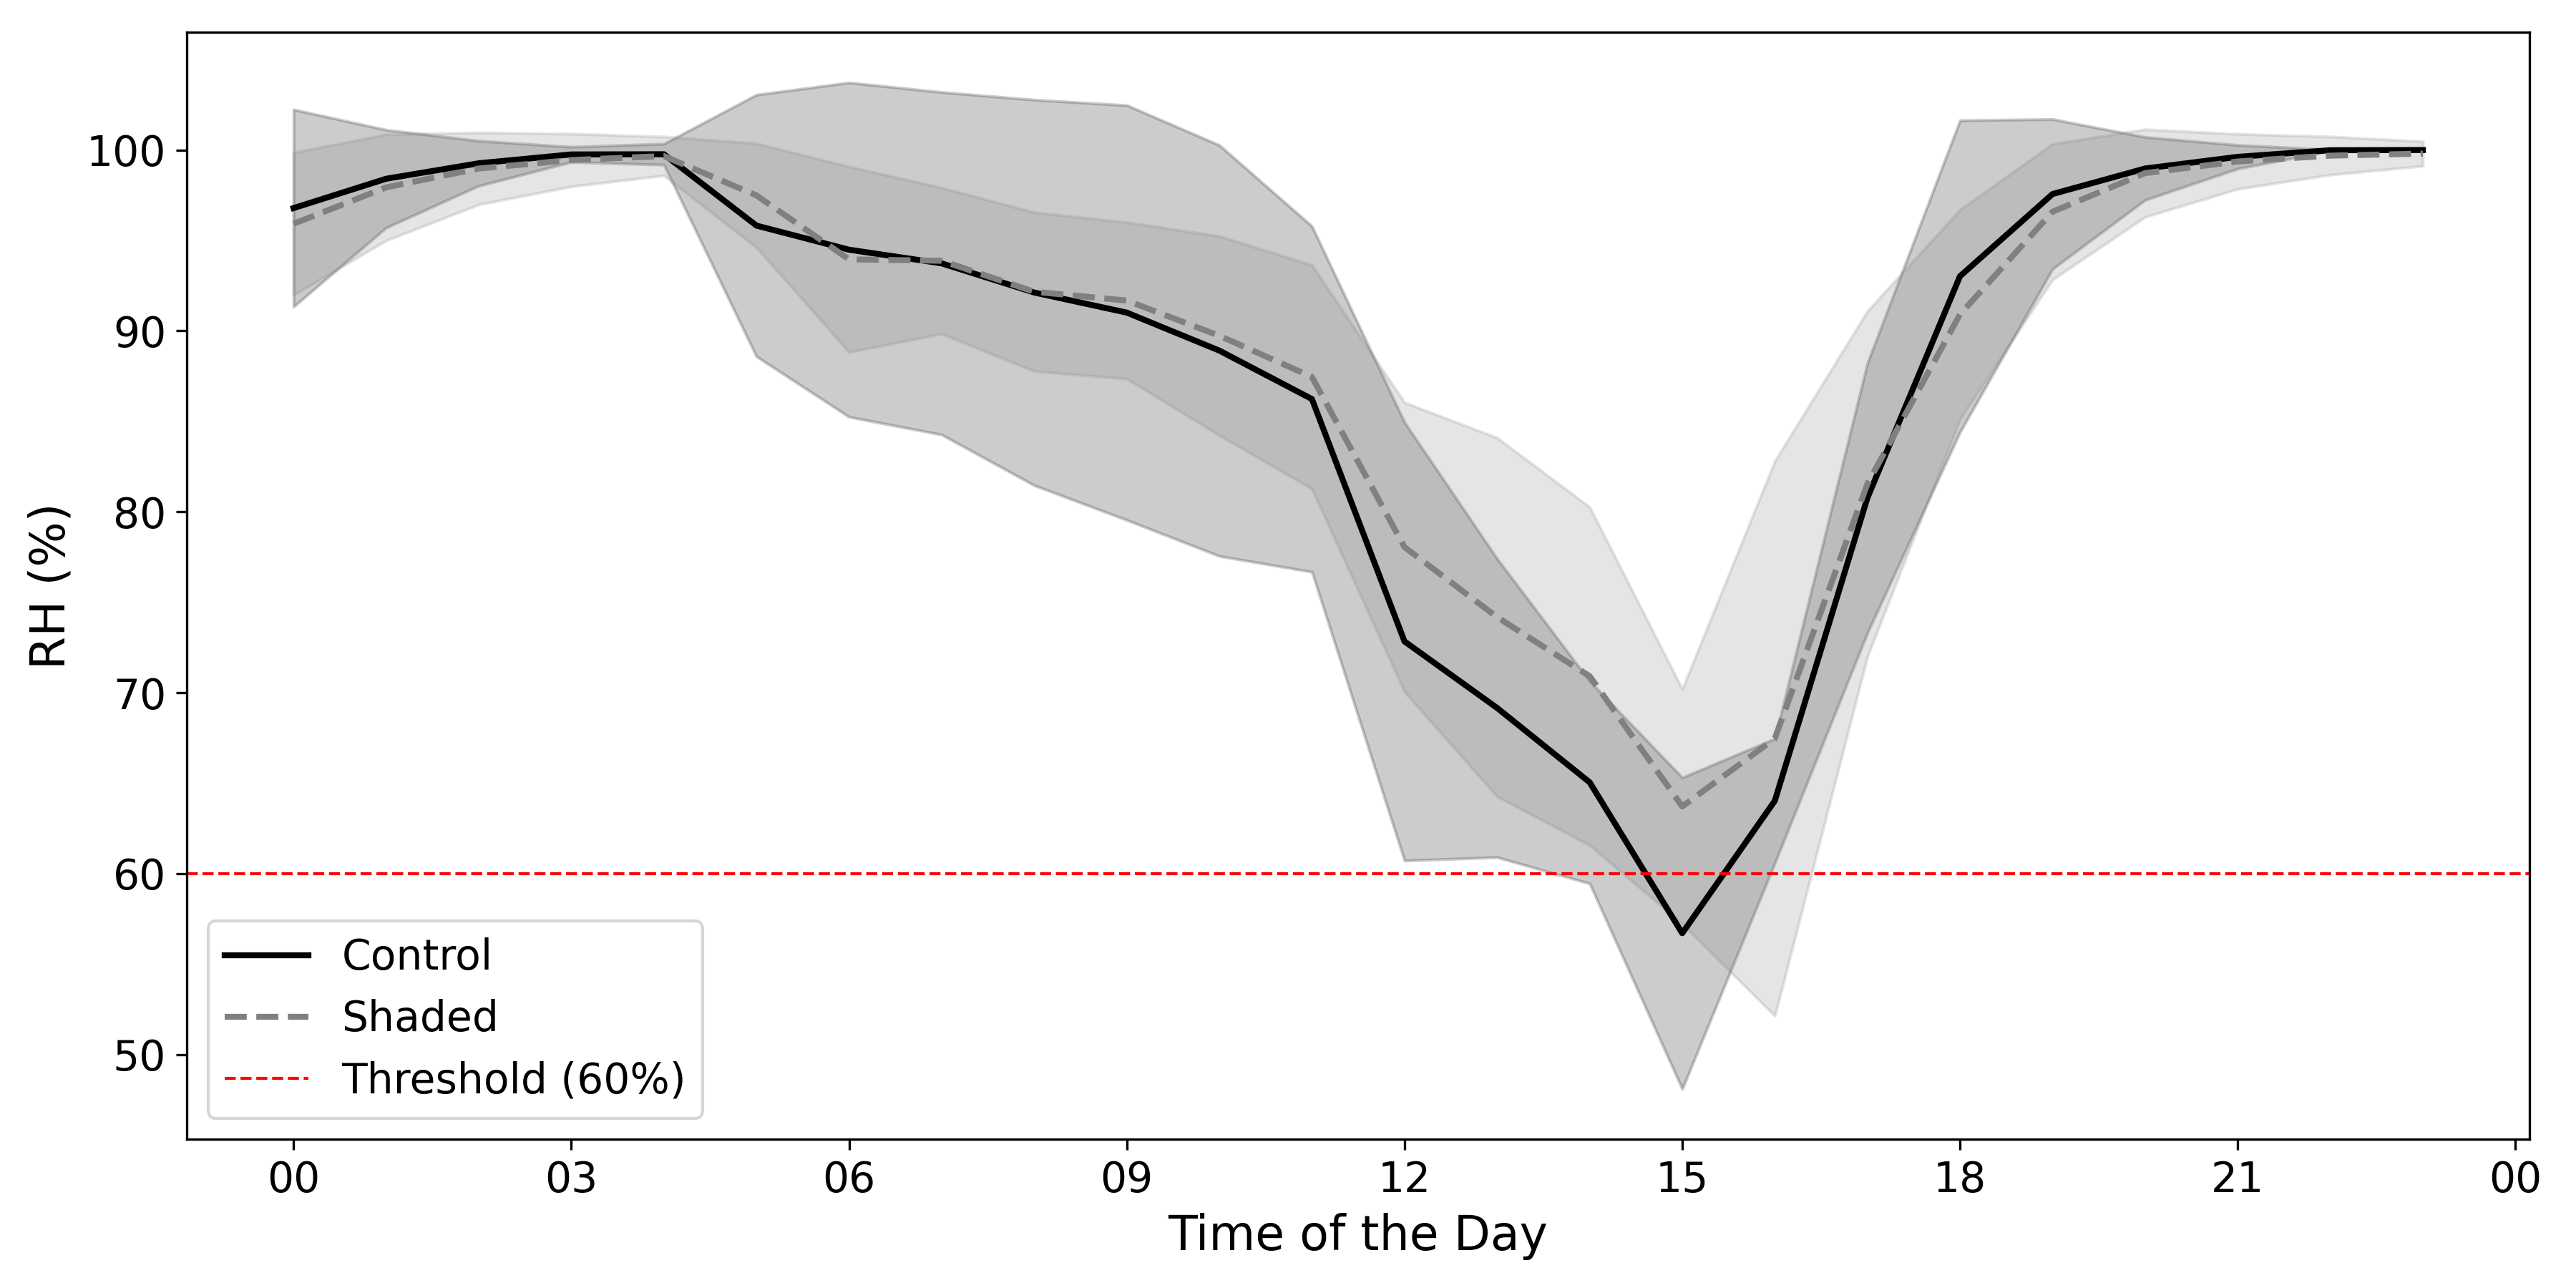 RH (%)
100
90
80
70
60
50
Control
Shaded
Threshold (60%)
00 03 06 09 12 15 18 21 00
Time of the Day